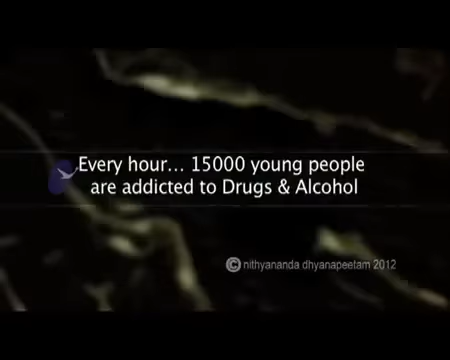 Every hour... 15000 young people
are addicted to Drugs & Alcohol
© nithyananda dhyanapeetam 2012